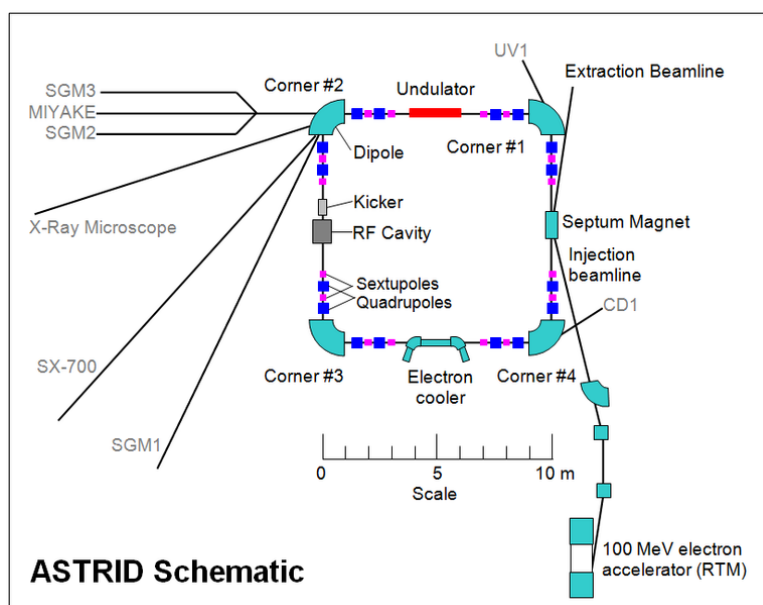 UV1
Extraction Beamline
SGM3
MIYAKE
SGM2
Corner #2
Undulator
Corner #1
Dipole
X-Ray Microscope
Kicker
RF Cavity
Septum Magnet
Injection
beamline
Sextupoles
Quadrupoles
CD1
SX-700
Corner #3
Electron
cooler
Corner #4
SGM1
0
5
10 m
Scale
100 MeV electron
accelerator (RTM)
ASTRID Schematic